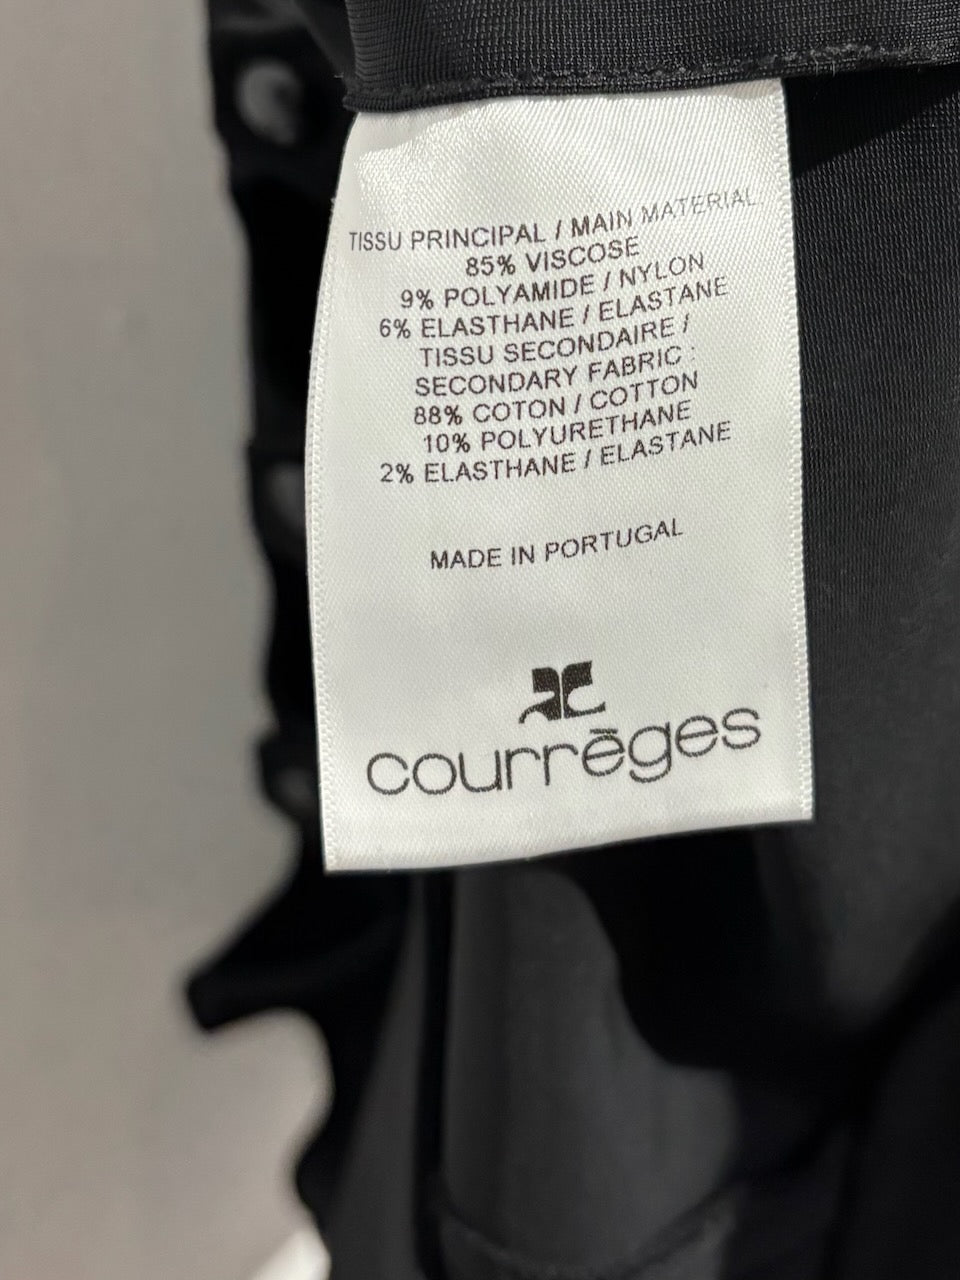 TISSU PRINCIPAL / MAIN MATERIAL:
85% VISCOSE
9% POLYAMIDE / NYLON
6% ELASTHANE / ELASTANE
TISSU SECONDAIRE /
SECONDARY FABRIC :
88% COTON / COTTON
10% POLYURETHANE
2% ELASTHANE / ELASTANE
MADE IN PORTUGAL
courrèges